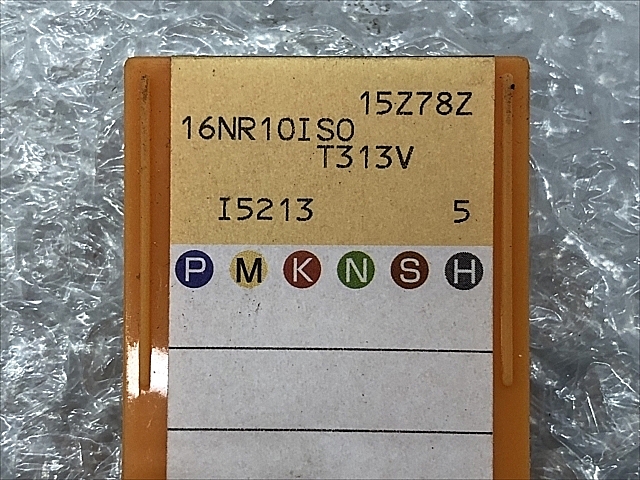 15Z78Z
16NR10ISO
T313V
I5213 5
P M K N S H